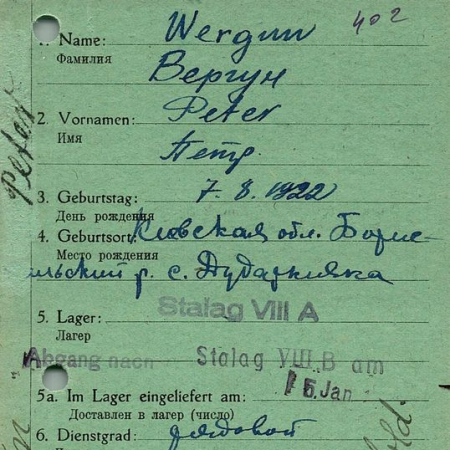 402
1. Name: Wergun
Фамилия Вергун
2. Vornamen: Peter
Имя Петр.
3. Geburtstag: 7. 8. 1922
День рождения
4. Geburtsort: Киевская обл. Борис-
Место рождения
польский р. с. Дударкивка
Stalag VIII A
5. Lager:
Лагер
Abgang nach Stalag VIII B am
15. Jan.
5a. Im Lager eingeliefert am:
Доставлен в лагер (число)
6. Dienstgrad: рядовой
Peter